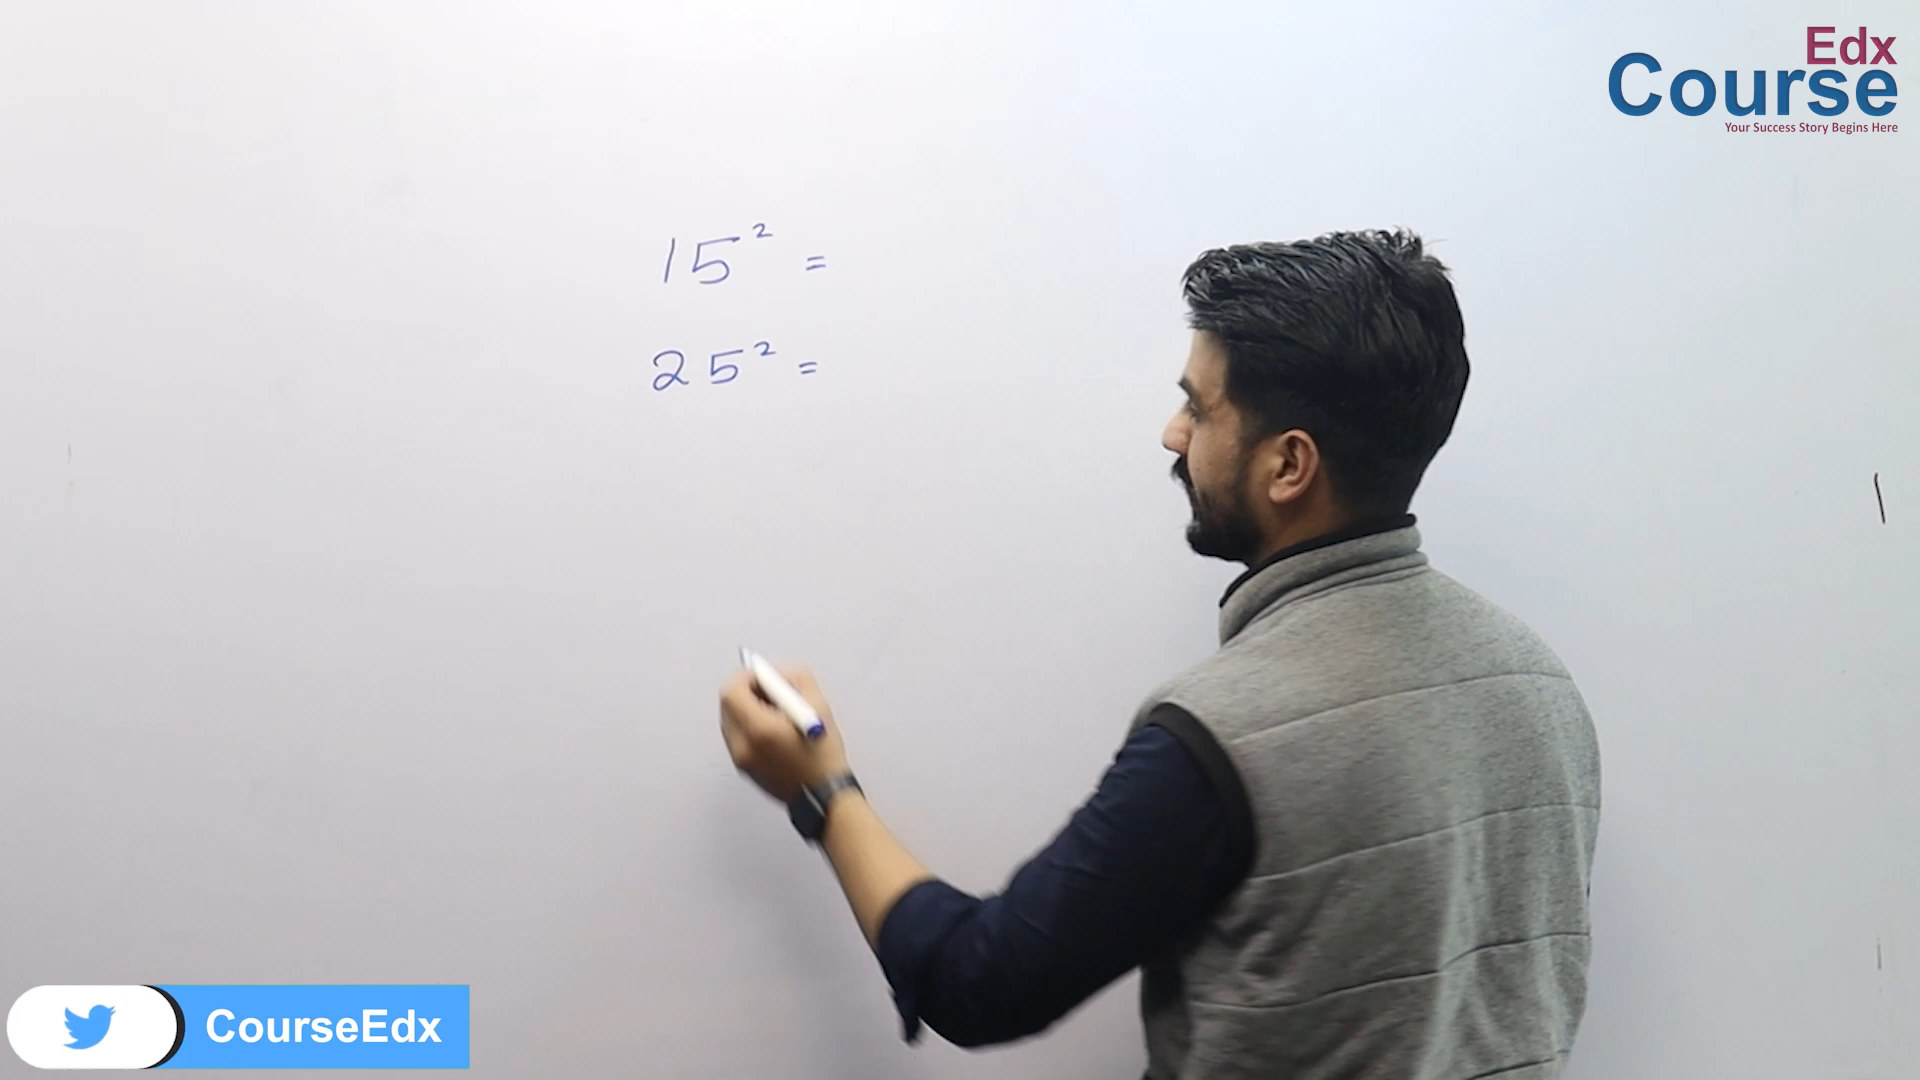 Edx
Course
Your Success Story Begins Here
15² =
25² =
CourseEdx